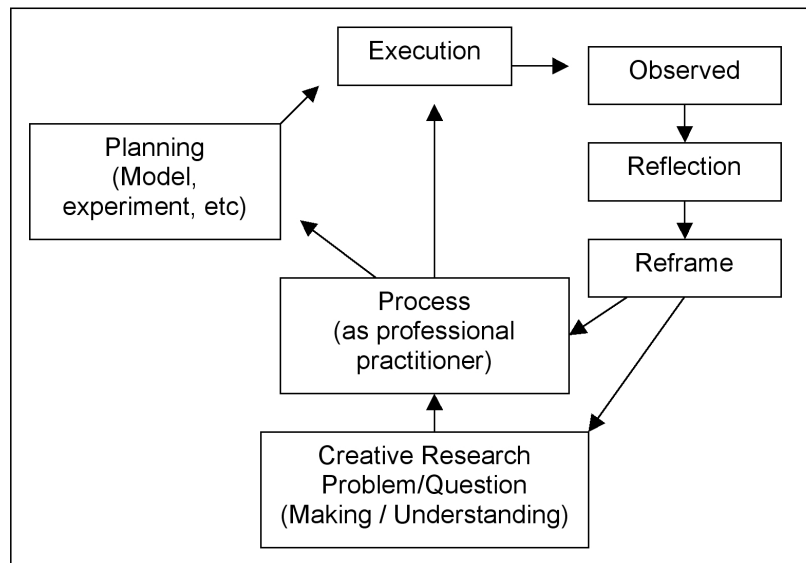 Execution
Observed
Planning
(Model,
experiment, etc)
Reflection
Reframe
Process
(as professional
practitioner)
Creative Research
Problem/Question
(Making / Understanding)